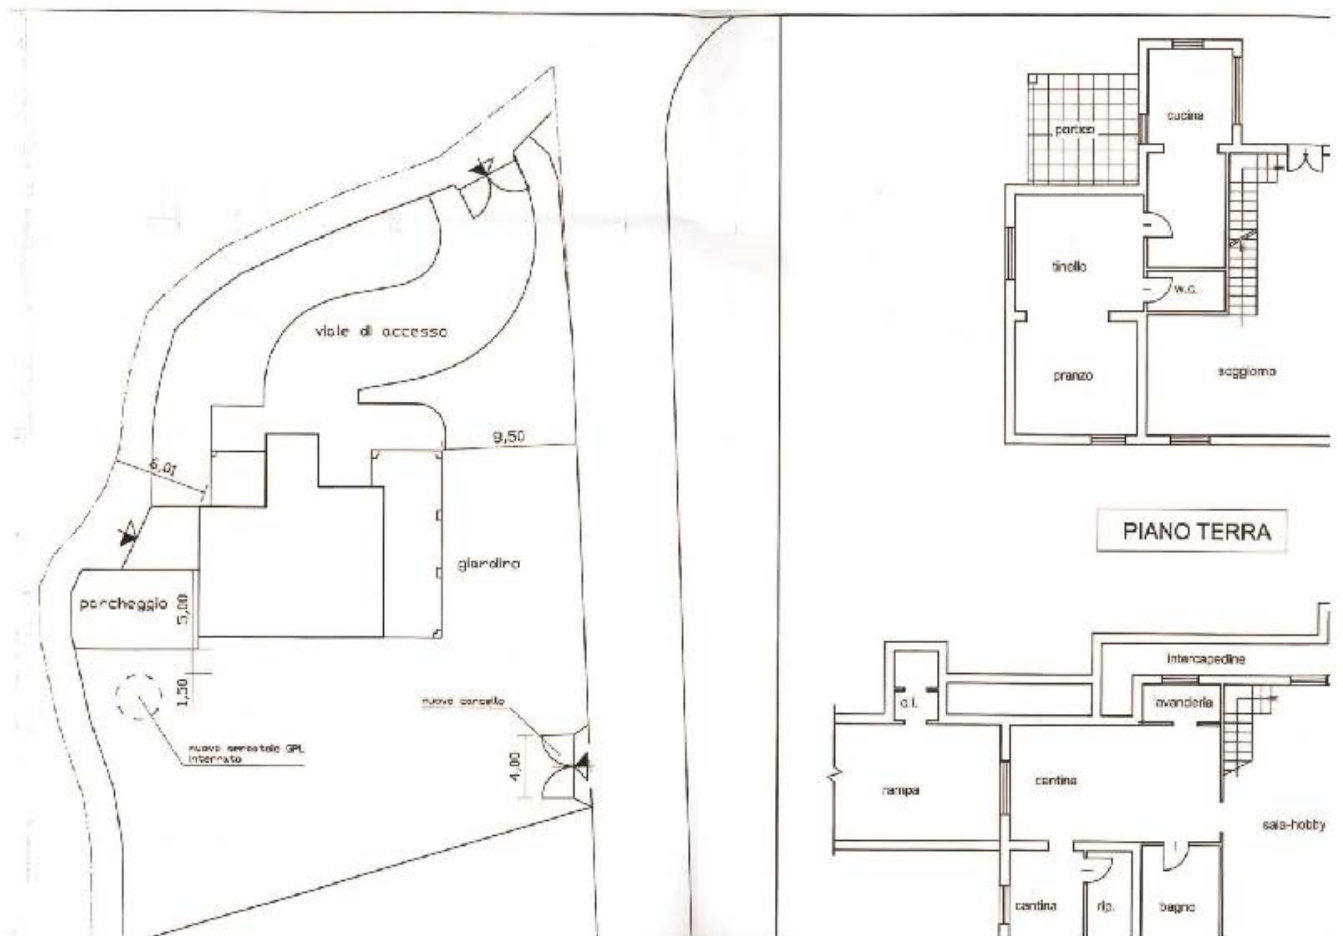 viale di accesso
6,01
9,50
giardino
parcheggio
5,00
1,50
nuovo serbatoio GPL
interrato
nuovo cancello
4,00
portico
cucina
tinello
w.c.
pranzo
soggiorno
PIANO TERRA
intercapedine
c.t.
lavanderia
rampa
cantina
sala-hobby
cantina
rip.
bagno